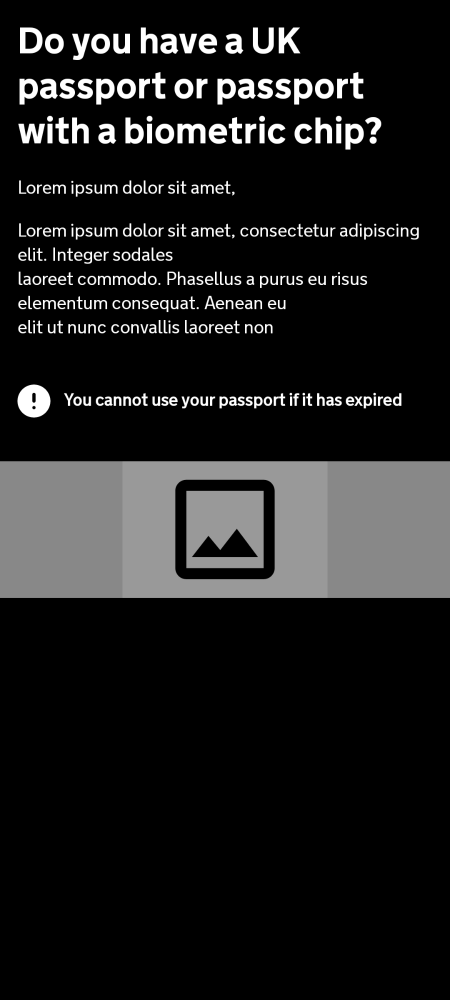 Do you have a UK
passport or passport
with a biometric chip?
Lorem ipsum dolor sit amet,
Lorem ipsum dolor sit amet, consectetur adipiscing
elit. Integer sodales
laoreet commodo. Phasellus a purus eu risus
elementum consequat. Aenean eu
elit ut nunc convallis laoreet non
! You cannot use your passport if it has expired